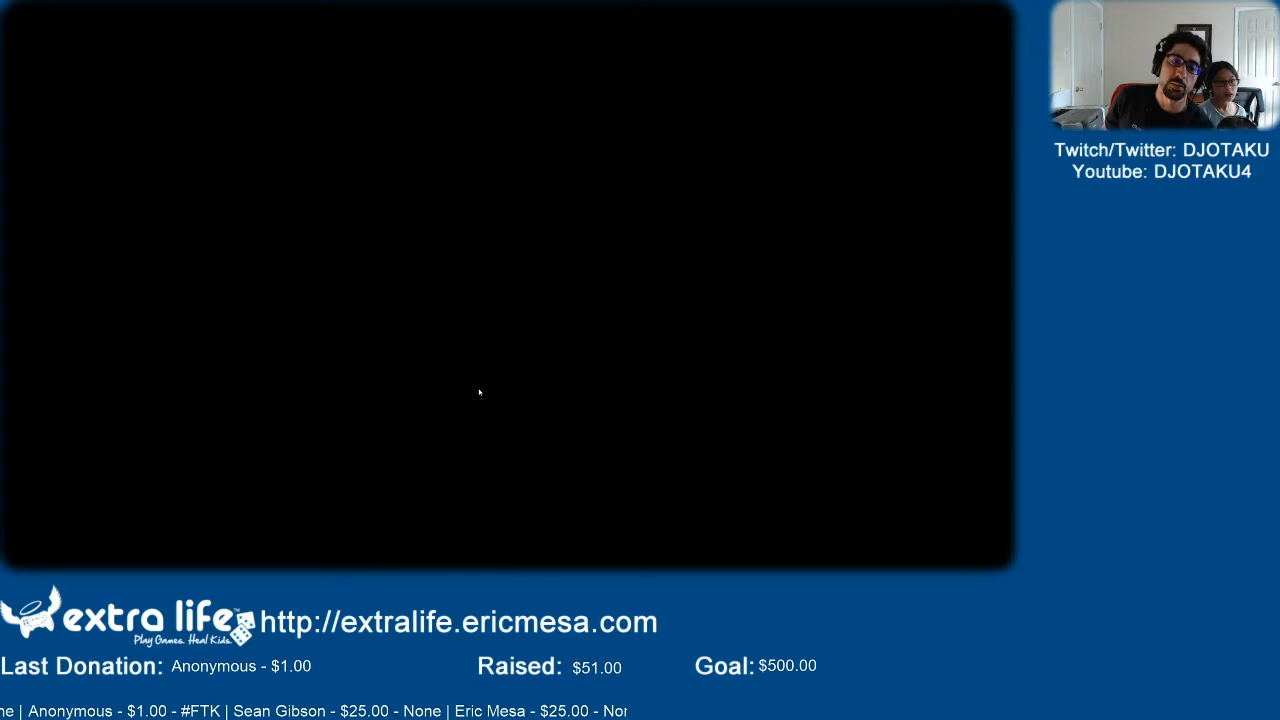 Twitch/Twitter: DJOTAKU
Youtube: DJOTAKU4
extra life
Play Games. Heal Kids.
http://extralife.ericmesa.com
Last Donation: Anonymous - $1.00 Raised: $51.00 Goal: $500.00
ne | Anonymous - $1.00 - #FTK | Sean Gibson - $25.00 - None | Eric Mesa - $25.00 - Nor